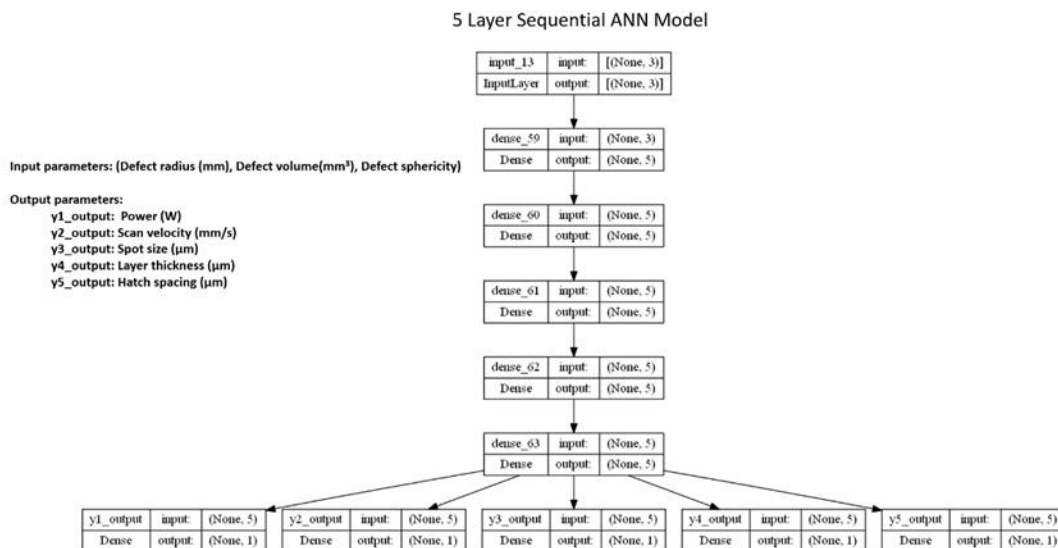 5 Layer Sequential ANN Model
input_13 input: [(None, 3)]
InputLayer output: [(None, 3)]
dense_59 input: (None, 3)
Dense output: (None, 5)
Input parameters: (Defect radius (mm), Defect volume(mm³), Defect sphericity)
Output parameters:
y1_output: Power (W)
y2_output: Scan velocity (mm/s)
y3_output: Spot size (µm)
y4_output: Layer thickness (µm)
y5_output: Hatch spacing (µm)
dense_60 input: (None, 5)
Dense output: (None, 5)
dense_61 input: (None, 5)
Dense output: (None, 5)
dense_62 input: (None, 5)
Dense output: (None, 5)
dense_63 input: (None, 5)
Dense output: (None, 5)
y1_output input: (None, 5) y2_output input: (None, 5) y3_output input: (None, 5) y4_output input: (None, 5) y5_output input: (None, 5)
Dense output: (None, 1) Dense output: (None, 1) Dense output: (None, 1) Dense output: (None, 1) Dense output: (None, 1)